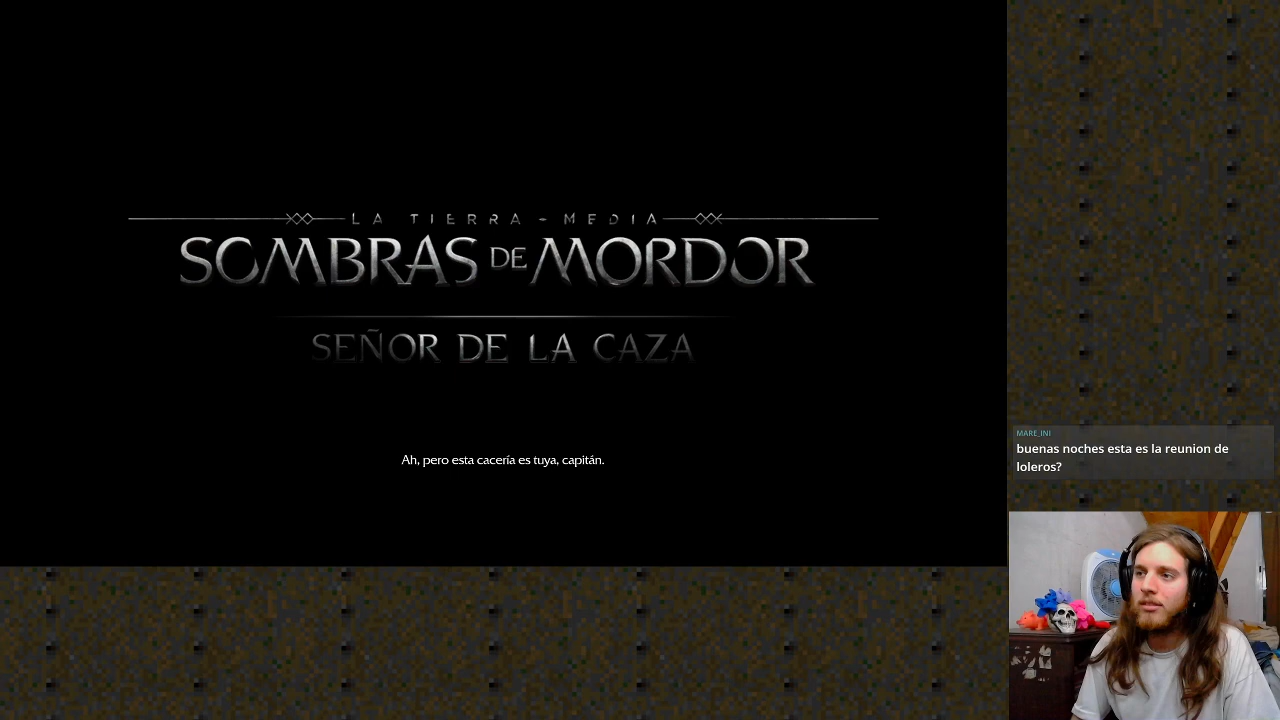 LA TIERRA-MEDIA
SOMBRAS DE MORDOR
SEÑOR DE LA CAZA
Ah, pero esta cacería es tuya, capitán.
MARE_INI
buenas noches esta es la reunion de
loleros?